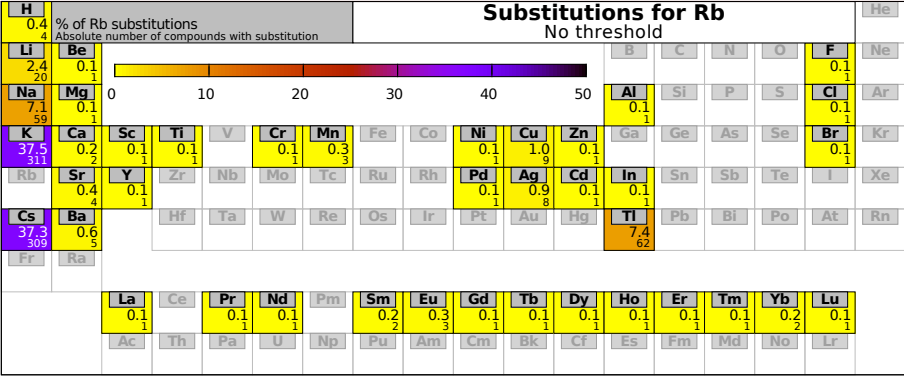 H
0.4
4
% of Rb substitutions
Absolute number of compounds with substitution
Substitutions for Rb
No threshold
He
Li
2.4
20
Be
0.1
1
B
C
N
O
F
0.1
1
Ne
0
10
20
30
40
50
Na
7.1
59
Mg
0.1
1
Al
0.1
1
Si
P
S
Cl
0.1
1
Ar
K
37.5
311
Ca
0.2
2
Sc
0.1
1
Ti
0.1
1
V
Cr
0.1
1
Mn
0.3
3
Fe
Co
Ni
0.1
1
Cu
1.0
9
Zn
0.1
1
Ga
Ge
As
Se
Br
0.1
1
Kr
Rb
Sr
0.4
4
Y
0.1
1
Zr
Nb
Mo
Tc
Ru
Rh
Pd
0.1
1
Ag
0.9
8
Cd
0.1
1
In
0.1
1
Sn
Sb
Te
I
Xe
Cs
37.3
309
Ba
0.6
5
Hf
Ta
W
Re
Os
Ir
Pt
Au
Hg
Tl
7.4
62
Pb
Bi
Po
At
Rn
Fr
Ra
La
0.1
1
Ce
Pr
0.1
1
Nd
0.1
1
Pm
Sm
0.2
2
Eu
0.3
3
Gd
0.1
1
Tb
0.1
1
Dy
0.1
1
Ho
0.1
1
Er
0.1
1
Tm
0.1
1
Yb
0.2
2
Lu
0.1
1
Ac
Th
Pa
U
Np
Pu
Am
Cm
Bk
Cf
Es
Fm
Md
No
Lr